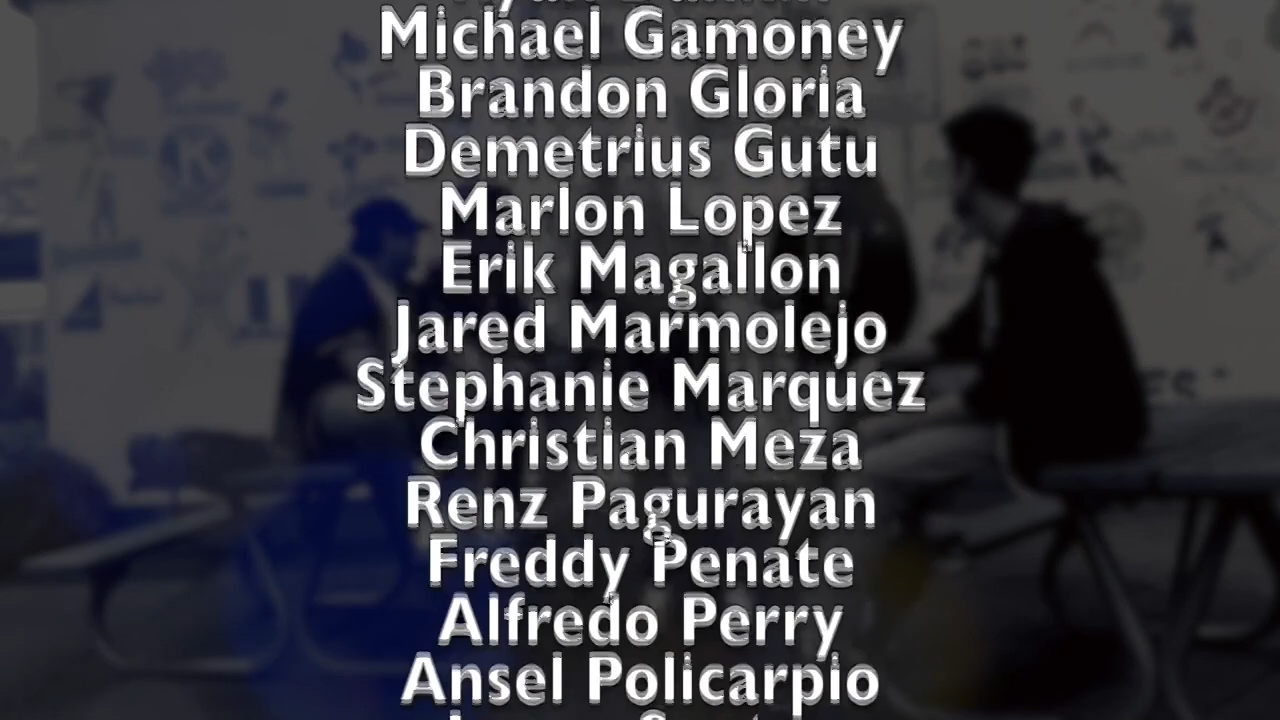 Michael Gamoney
Brandon Gloria
Demetrius Gutu
Marlon Lopez
Erik Magallon
Jared Marmolejo
Stephanie Marquez
Christian Meza
Renz Pagurayan
Freddy Penate
Alfredo Perry
Ansel Policarpio